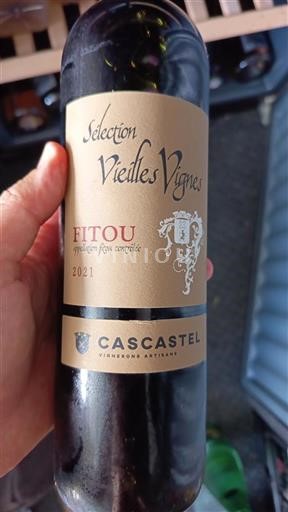 Sélection
Vieilles Vignes
FITOU
appellation fitou contrôlée
2021
CASCASTEL
VIGNERONS ARTISANS